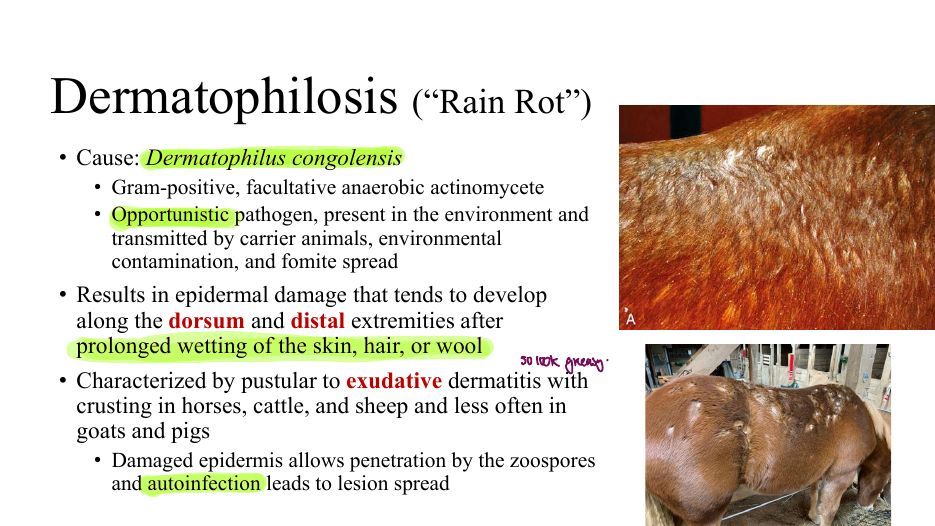 Dermatophilosis (“Rain Rot”)
• Cause: Dermatophilus congolensis
• Gram-positive, facultative anaerobic actinomycete
• Opportunistic pathogen, present in the environment and
transmitted by carrier animals, environmental
contamination, and fomite spread
• Results in epidermal damage that tends to develop
along the dorsum and distal extremities after
prolonged wetting of the skin, hair, or wool
so look greasy.
• Characterized by pustular to exudative dermatitis with
crusting in horses, cattle, and sheep and less often in
goats and pigs
• Damaged epidermis allows penetration by the zoospores
and autoinfection leads to lesion spread
A